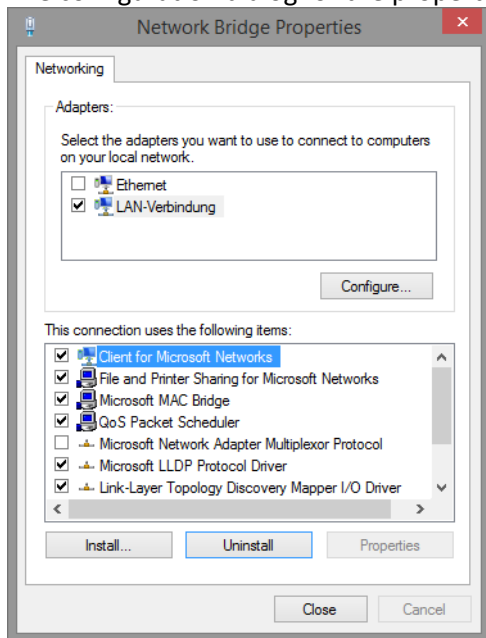 Network Bridge Properties
Networking
Adapters:
Select the adapters you want to use to connect to computers
on your local network.
Ethernet
LAN-Verbindung
Configure...
This connection uses the following items:
Client for Microsoft Networks
File and Printer Sharing for Microsoft Networks
Microsoft MAC Bridge
QoS Packet Scheduler
Microsoft Network Adapter Multiplexor Protocol
Microsoft LLDP Protocol Driver
Link-Layer Topology Discovery Mapper I/O Driver
Install...
Uninstall
Properties
Close
Cancel